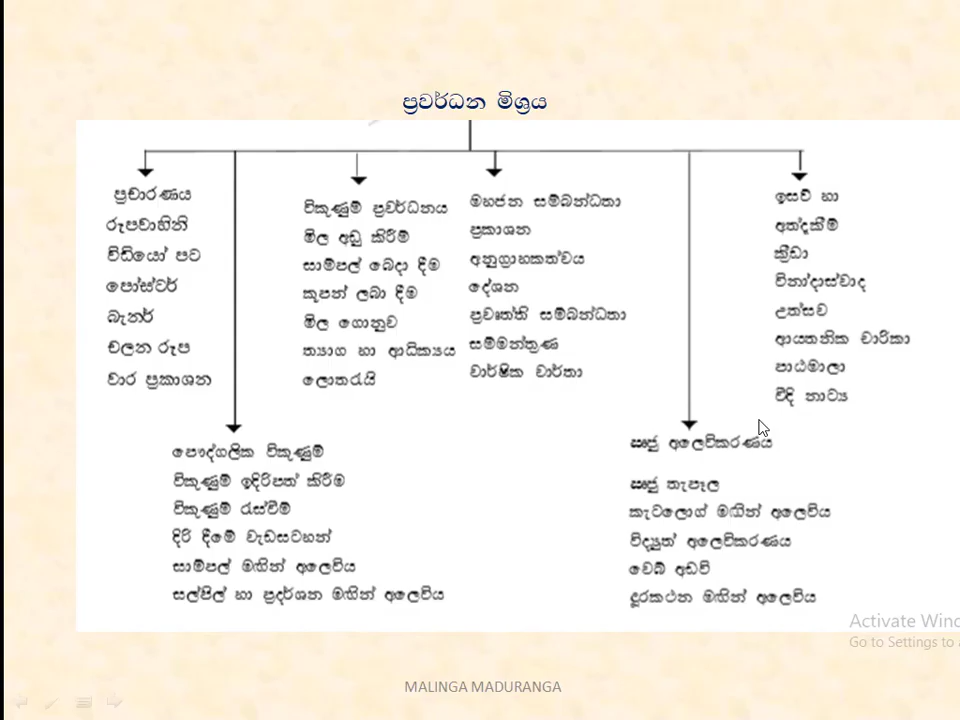 ප්‍රවර්ධන මිශ්‍රය
ප්‍රචාරණය
රූපවාහිනි
විඩියෝ පට
පෝස්ටර්
බැනර්
චලන රූප
වාර ප්‍රකාශන
විකුණුම් ප්‍රවර්ධනය
මිල අඩු කිරීම්
සාම්පල් බෙදා දීම
කූපන් ලබා දීම
මිල ගොනුව
ත්‍යාග හා ආධික්‍යය
ලොතරැයි
මහජන සම්බන්ධතා
ප්‍රකාශන
අනුග්‍රාහකත්වය
දේශන
ප්‍රවෘත්ති සම්බන්ධතා
සම්මන්ත්‍රණ
වාර්ෂික වාර්තා
ඉසව් හා
අත්දැකීම්
ක්‍රීඩා
විනෝදාස්වාද
උත්සව
ආයතනික චාරිකා
පාඨමාලා
වීදි නාට්‍ය
පෞද්ගලික විකුණුම්
විකුණුම් ඉදිරිපත් කිරීම
විකුණුම් රැස්වීම්
දිරි දීමේ වැඩසටහන්
සාම්පල් මඟින් අලෙවිය
සල්පිල් හා ප්‍රදර්ශන මඟින් අලෙවිය
සෘජු අලෙවිකරණය
සෘජු තැපෑල
කැටලොග් මඟින් අලෙවිය
විද්‍යුත් අලෙවිකරණය
වෙබ් අඩවි
දුරකථන මඟින් අලෙවිය
Activate Wind
Go to Settings to a
MALINGA MADURANGA